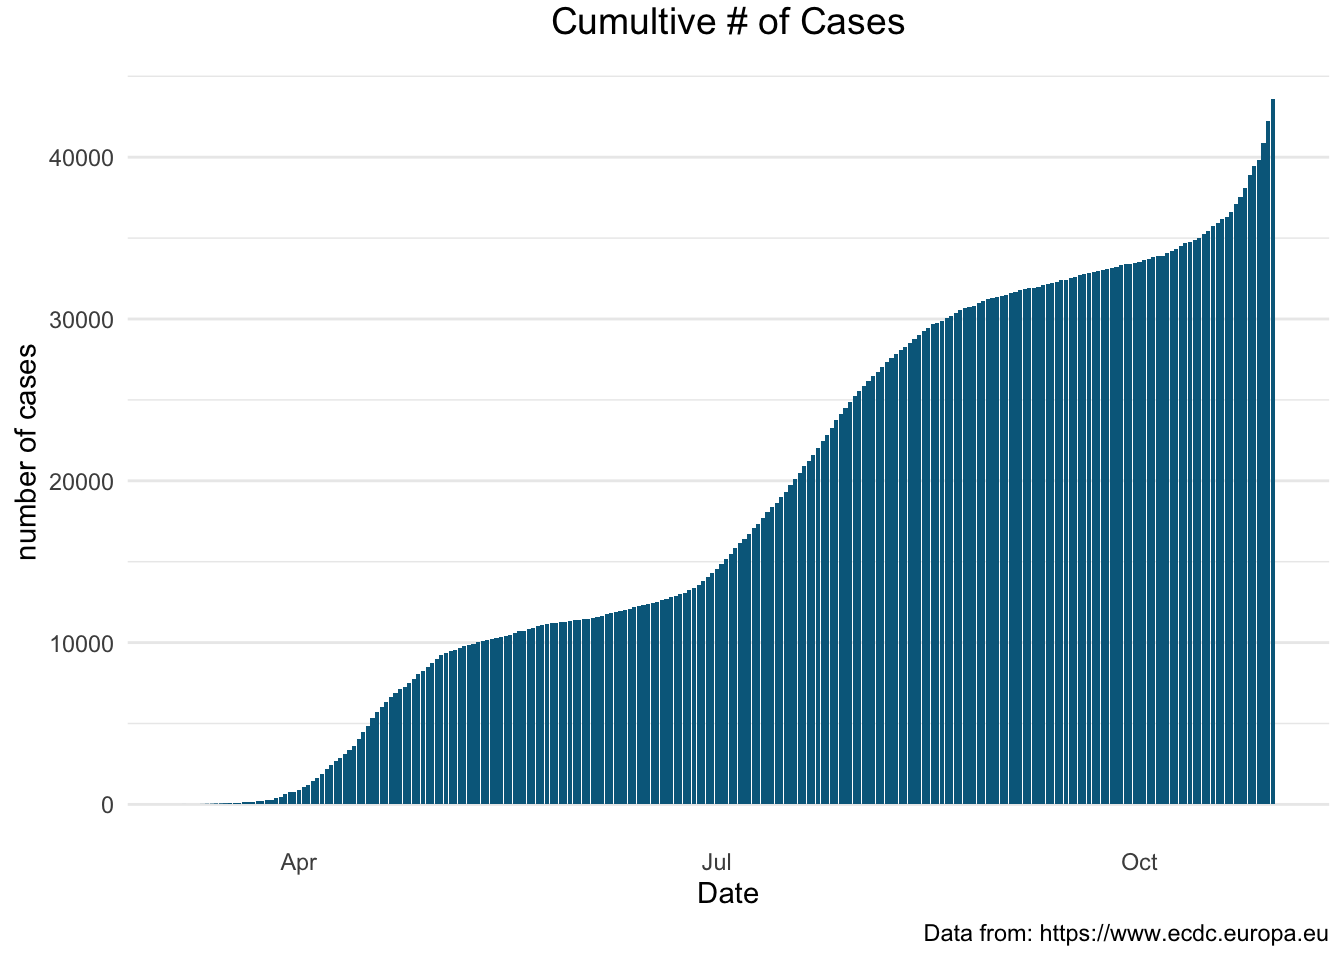 Cumultive # of Cases
number of cases
40000
30000
20000
10000
0
Apr Jul Oct
Date
Data from: https://www.ecdc.europa.eu